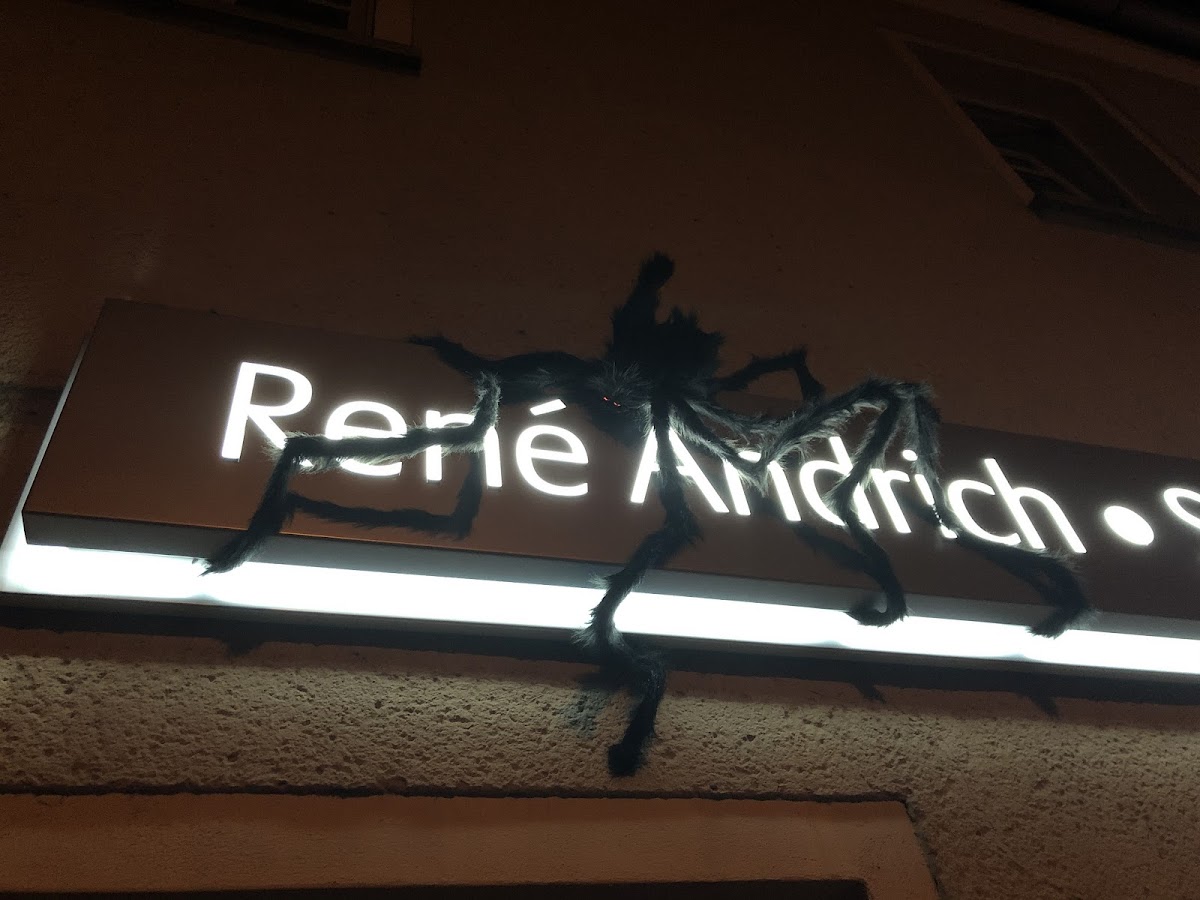 René Andrich •